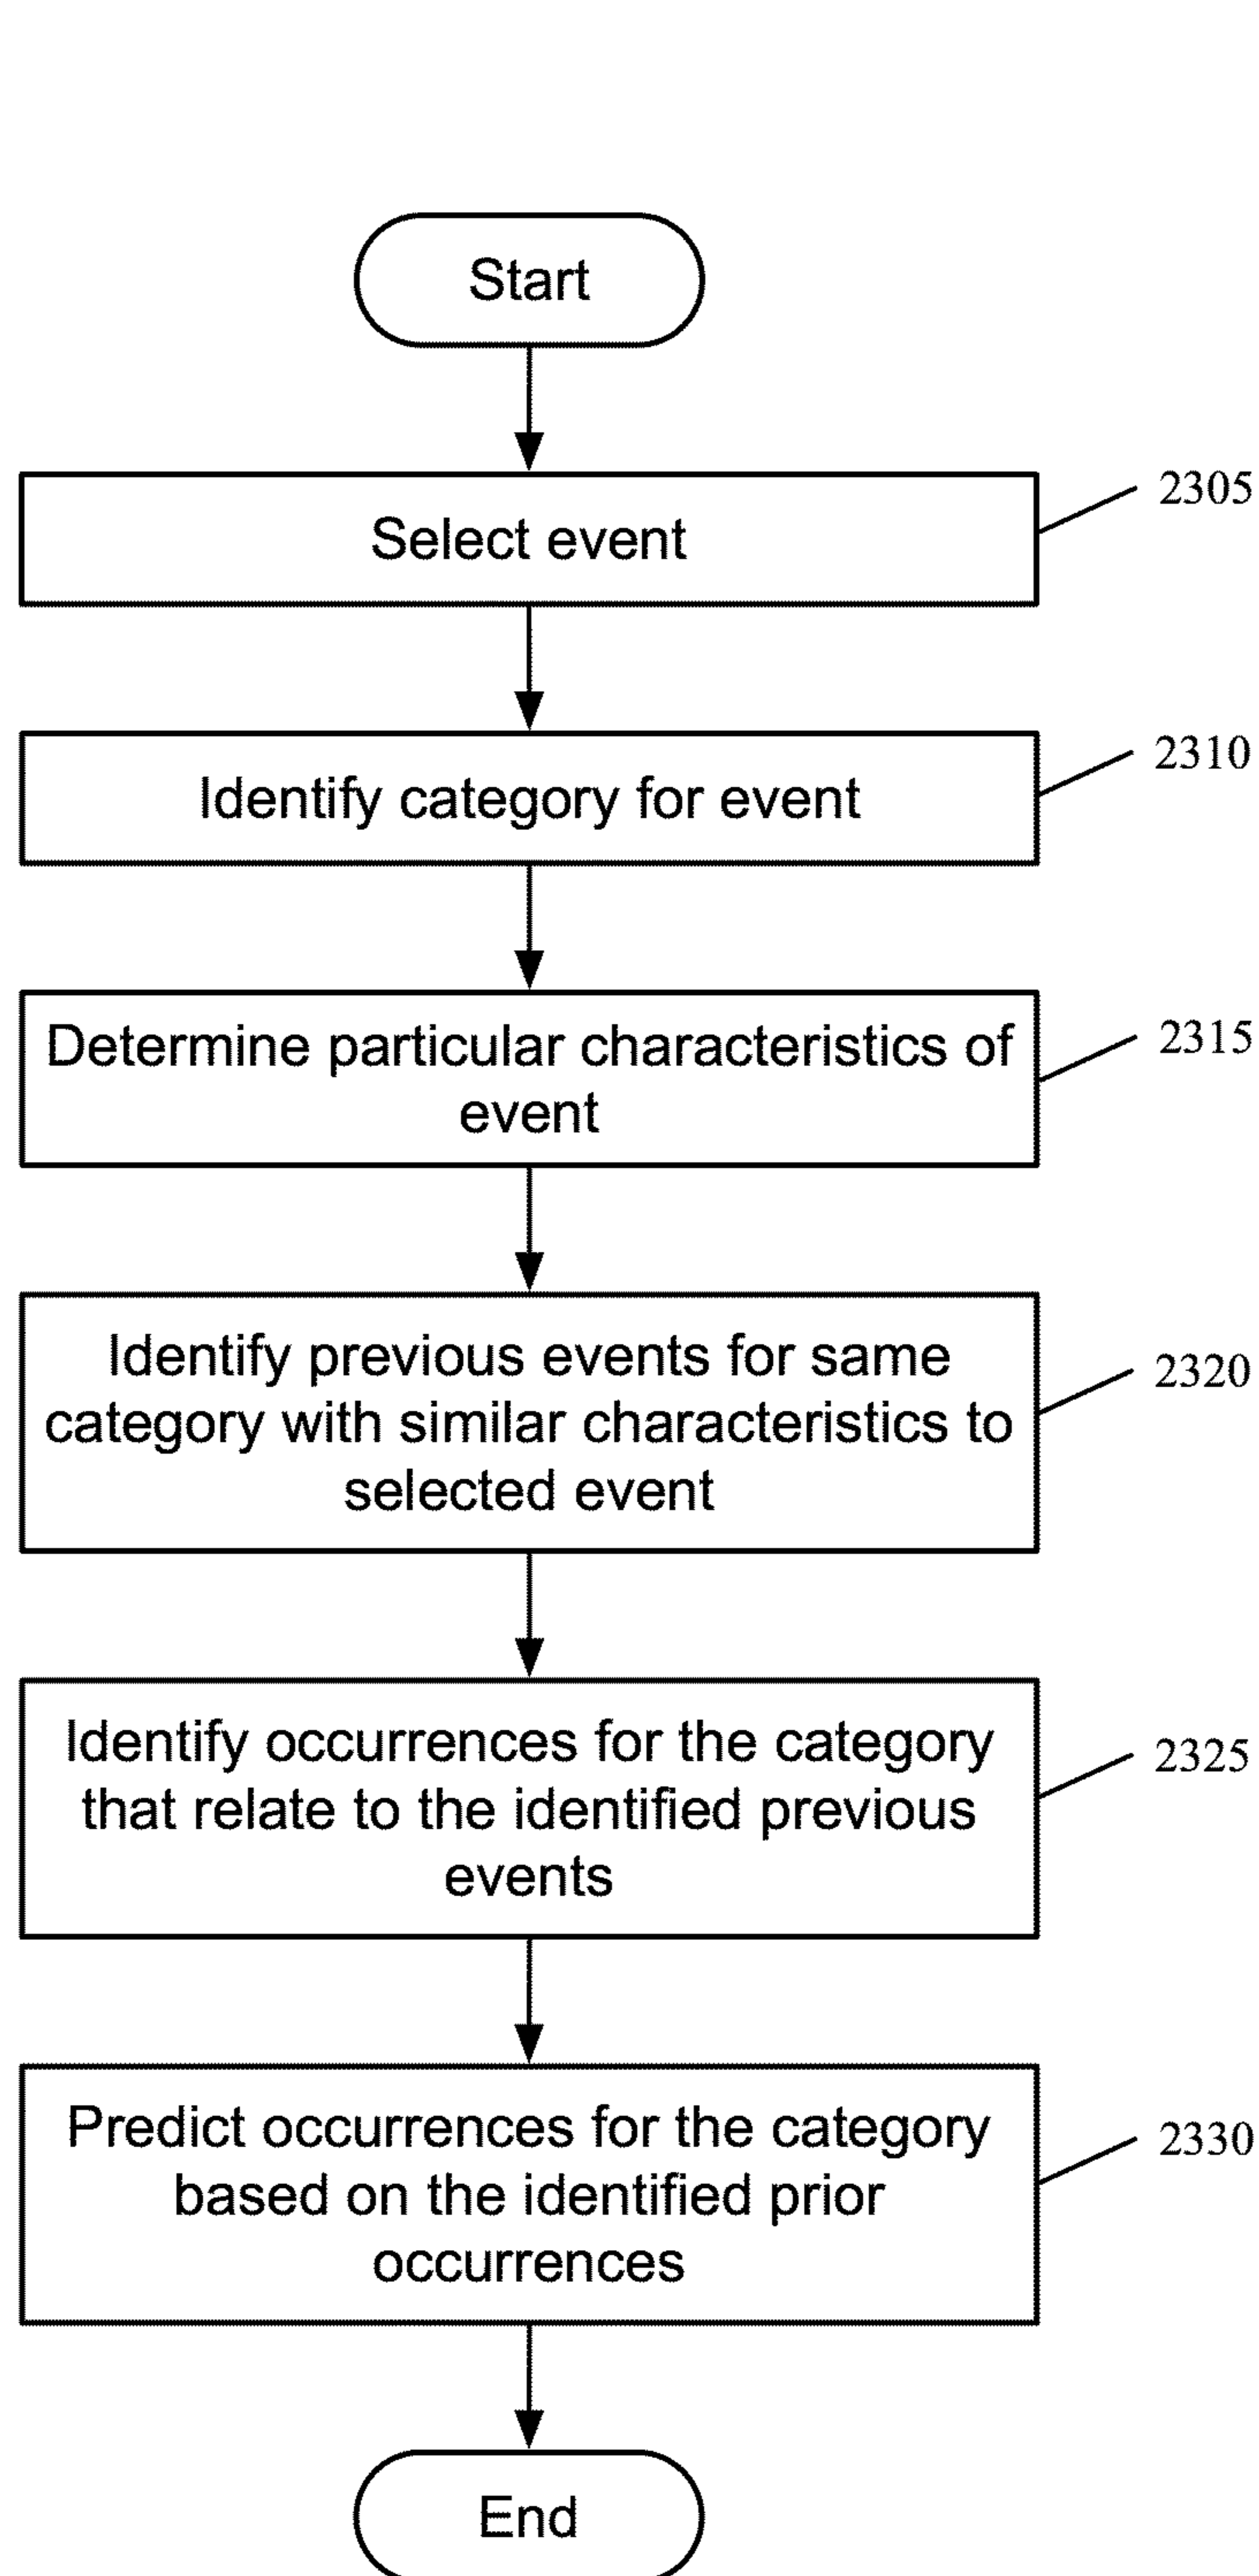 Start
Select event
2305
Identify category for event
2310
Determine particular characteristics of
event
2315
Identify previous events for same
category with similar characteristics to
selected event
2320
Identify occurrences for the category
that relate to the identified previous
events
2325
Predict occurrences for the category
based on the identified prior
occurrences
2330
End